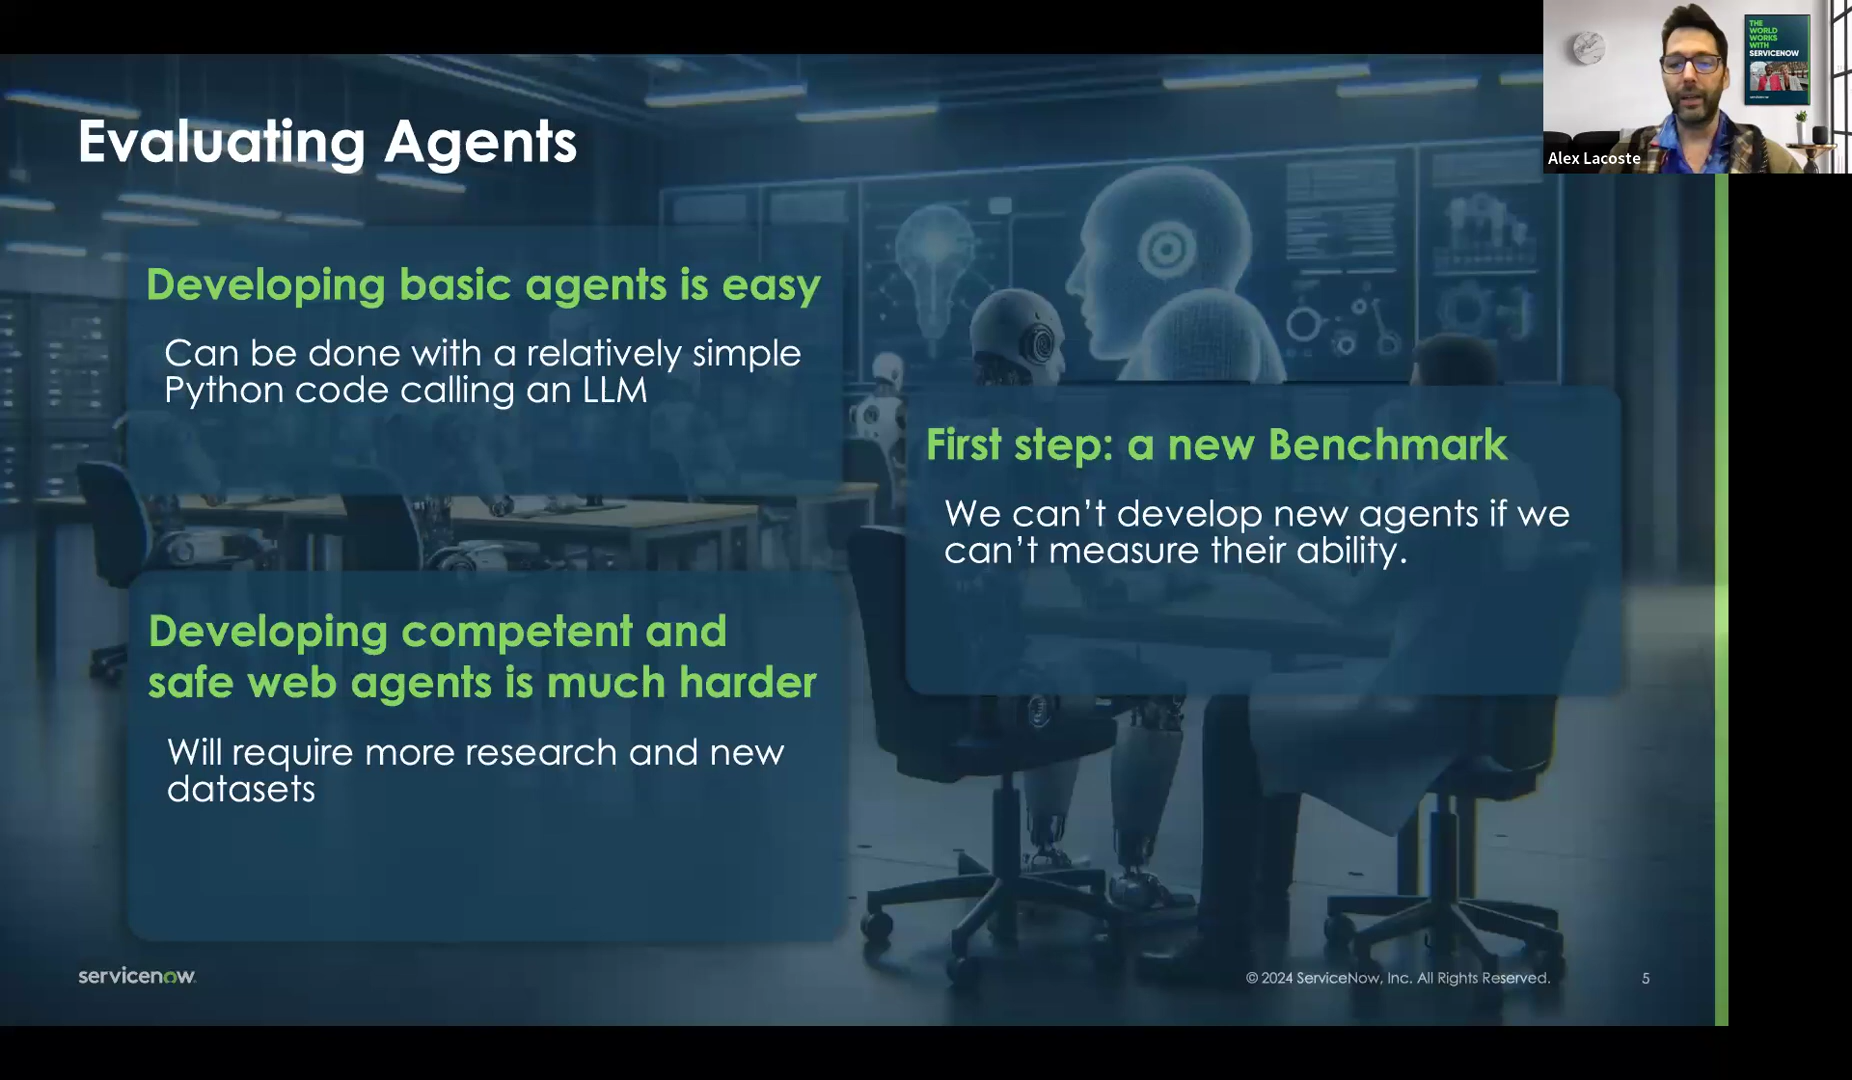 Evaluating Agents
Developing basic agents is easy
Can be done with a relatively simple
Python code calling an LLM
Developing competent and
safe web agents is much harder
Will require more research and new
datasets
First step: a new Benchmark
We can’t develop new agents if we
can’t measure their ability.
servicenow
© 2024 ServiceNow, Inc. All Rights Reserved.
5
THE
WORLD
WORKS
WITH
SERVICENOW
Alex Lacoste